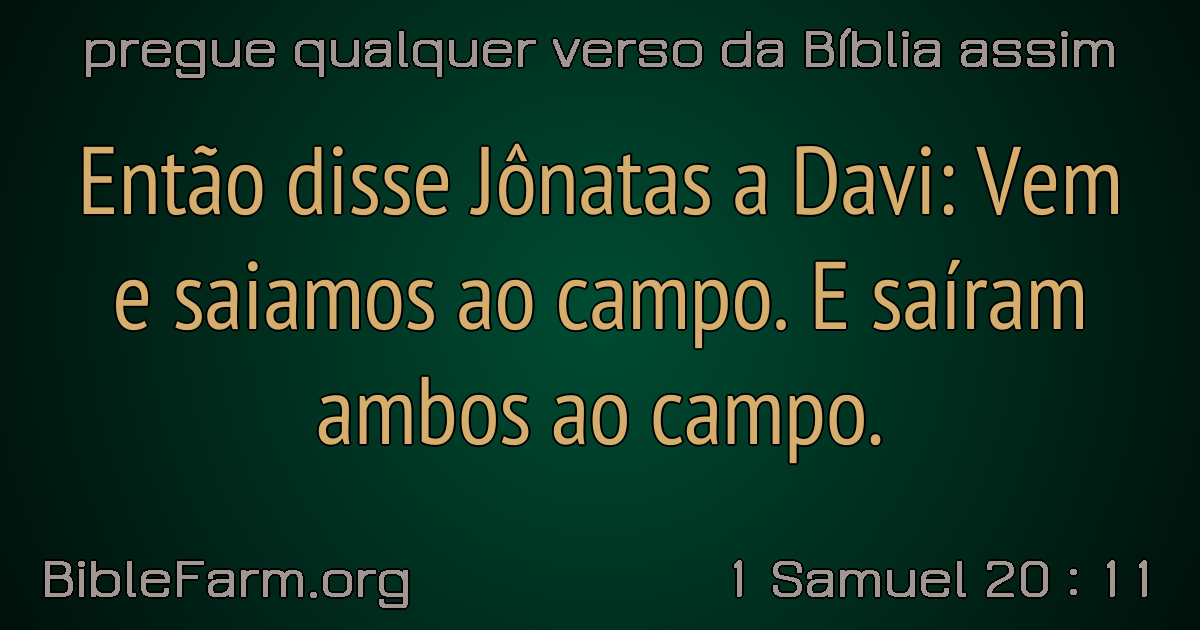 pregue qualquer verso da Bíblia assim
Então disse Jônatas a Davi: Vem
e saiamos ao campo. E saíram
ambos ao campo.
BibleFarm.org
1 Samuel 20 : 11